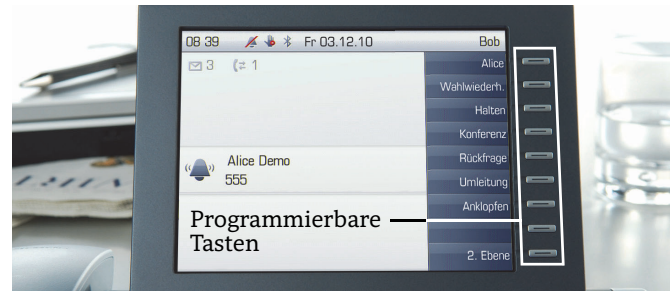 08 39 Fr 03.12.10 Bob
3 1
Alice
Wahlwiederh.
Halten
Konferenz
Alice Demo
555
Rückfrage
Umleitung
Anklopfen
Programmierbare
Tasten
2. Ebene